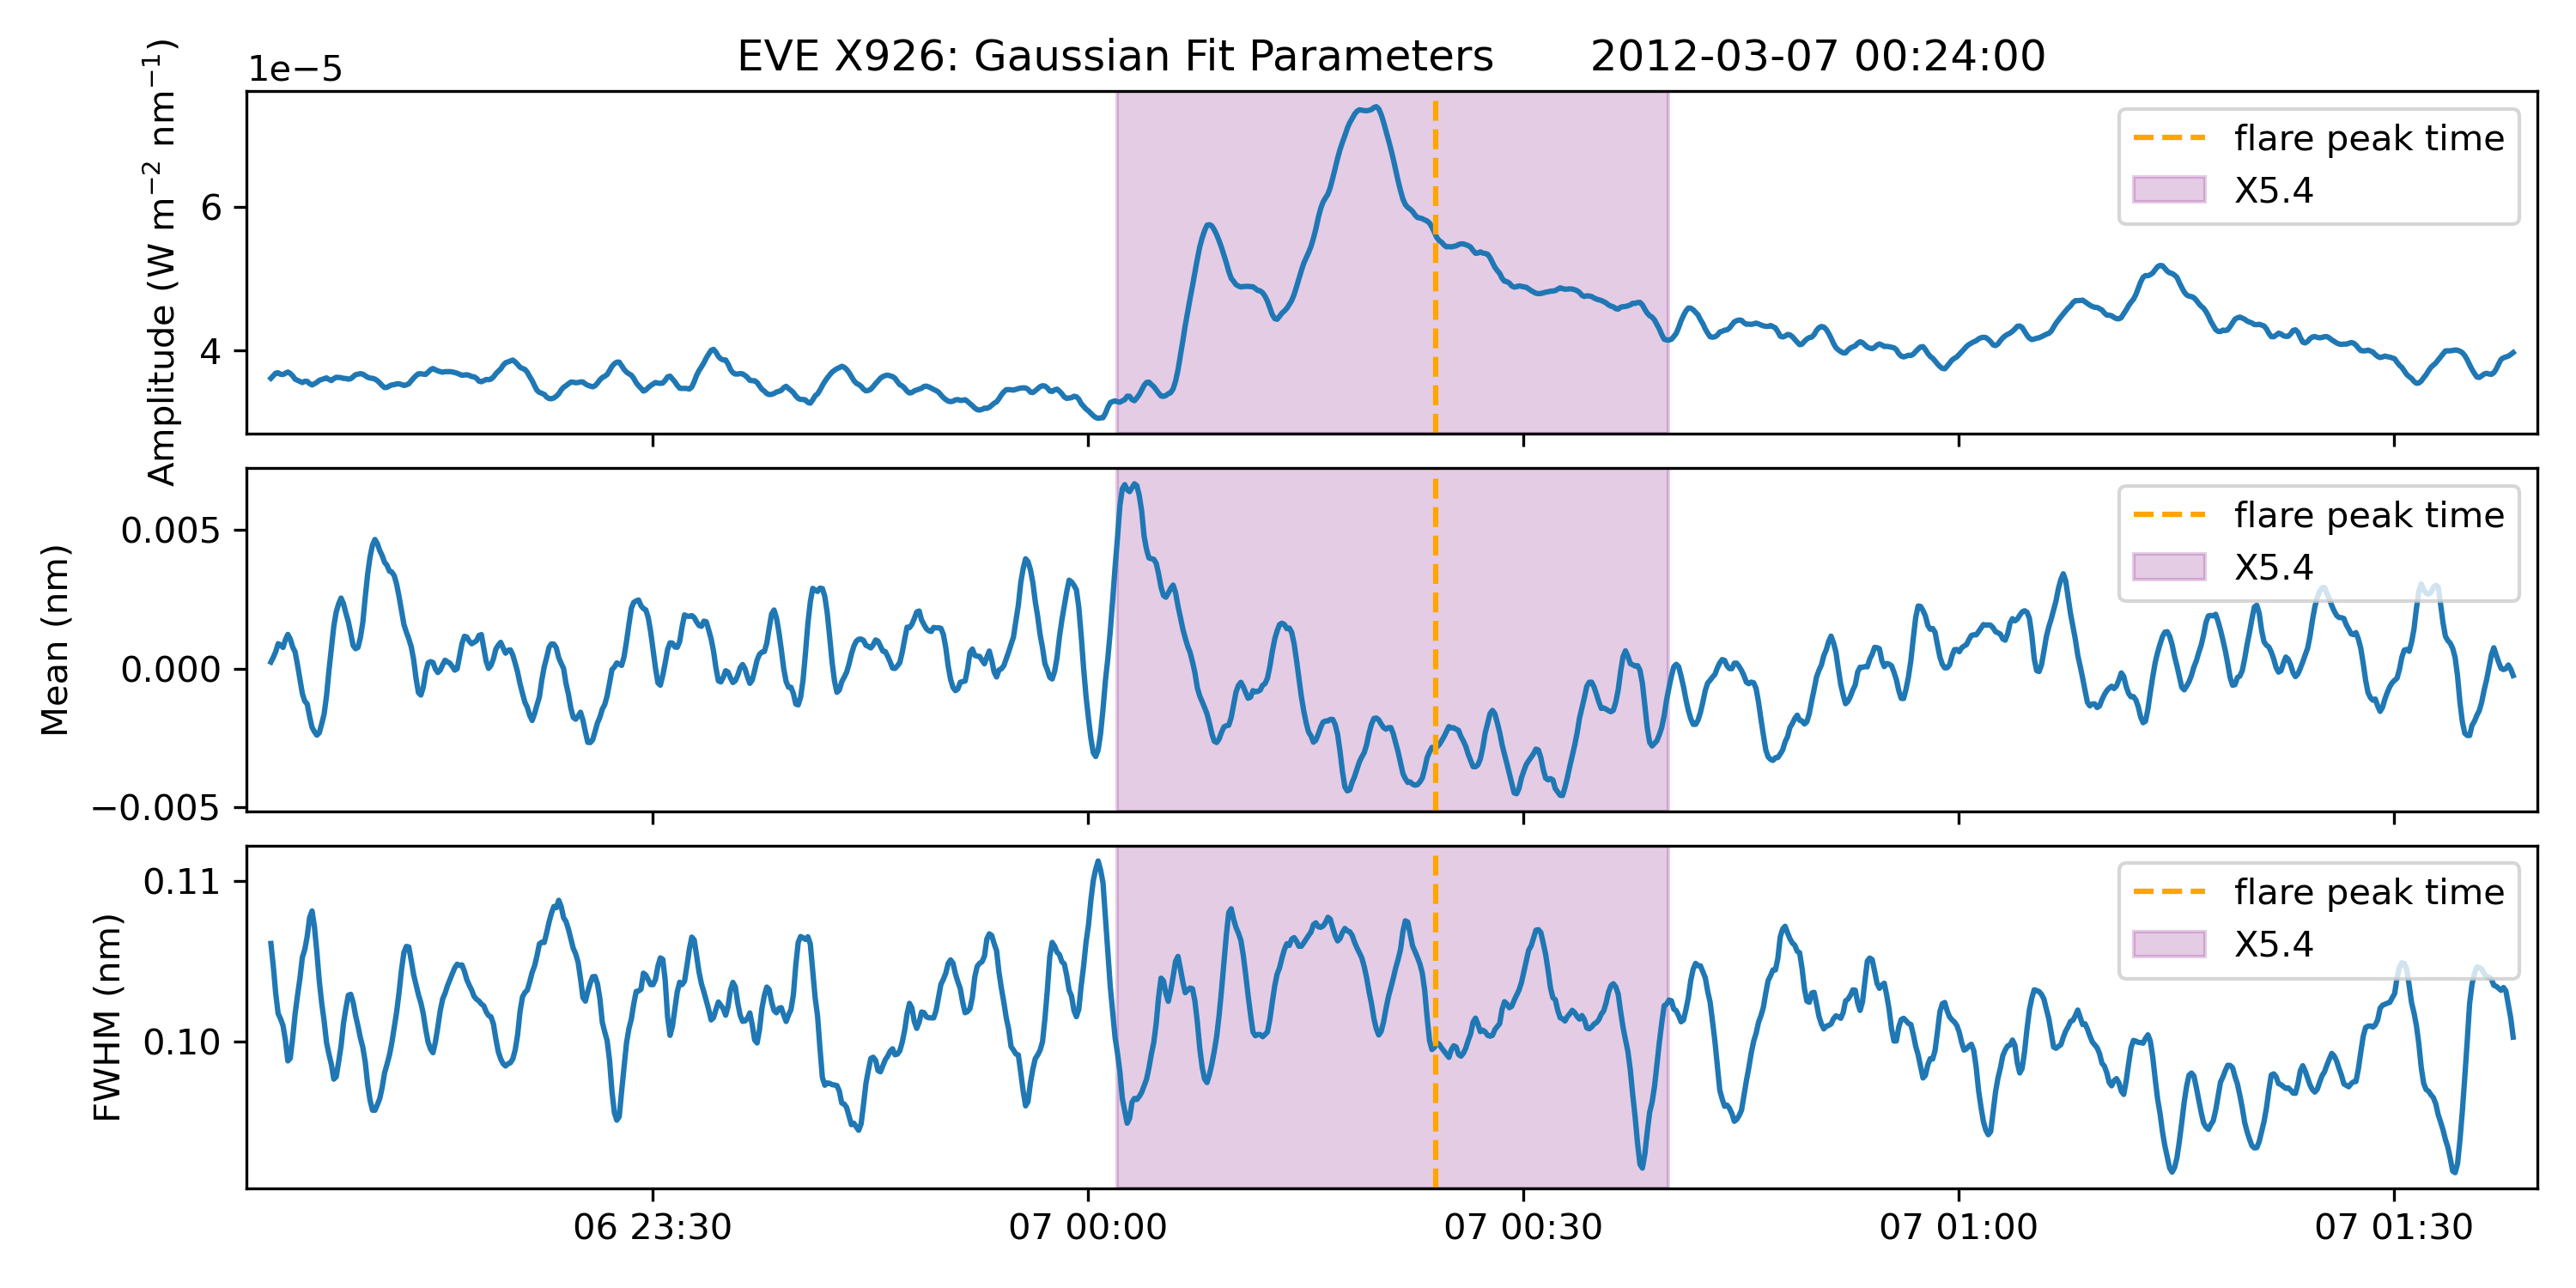 EVE X926: Gaussian Fit Parameters 2012-03-07 00:24:00
1e−5
Amplitude (W m⁻² nm⁻¹)
6
4
flare peak time
X5.4
Mean (nm)
0.005
0.000
−0.005
flare peak time
X5.4
FWHM (nm)
0.11
0.10
flare peak time
X5.4
06 23:30
07 00:00
07 00:30
07 01:00
07 01:30